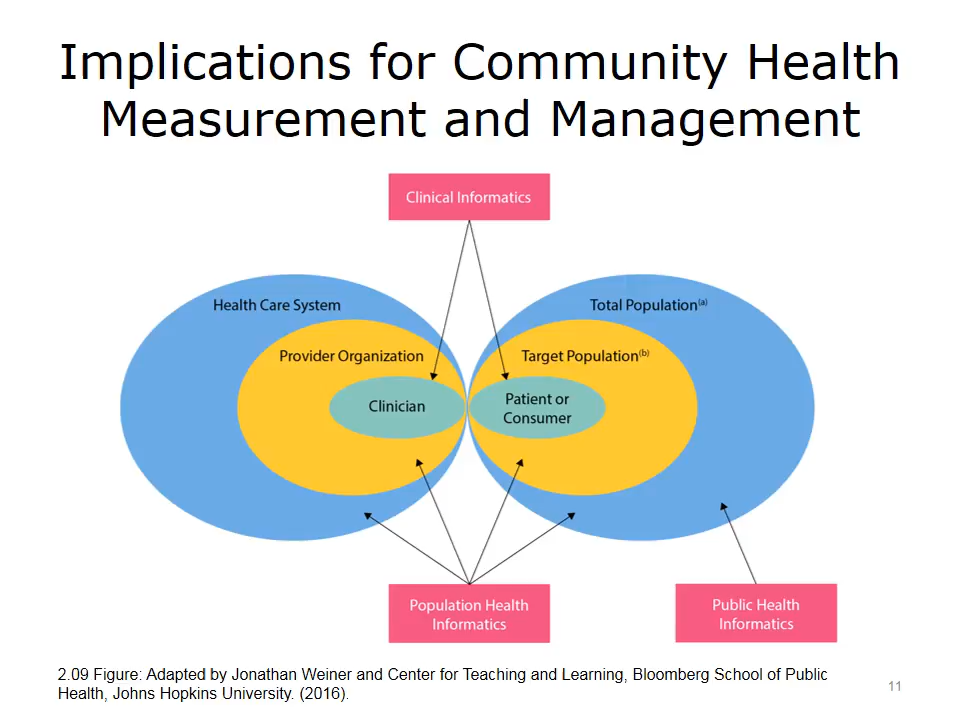 Implications for Community Health
Measurement and Management
Clinical Informatics
Health Care System
Total Population(a)
Provider Organization
Target Population(b)
Clinician
Patient or
Consumer
Population Health
Informatics
Public Health
Informatics
2.09 Figure: Adapted by Jonathan Weiner and Center for Teaching and Learning, Bloomberg School of Public
Health, Johns Hopkins University. (2016).
11